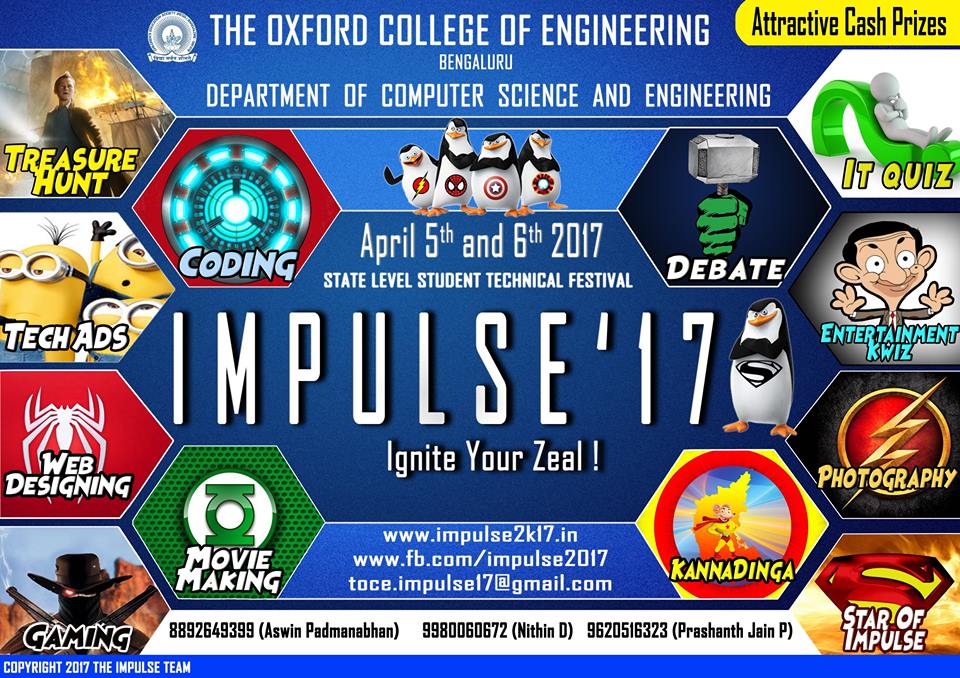 THE OXFORD COLLEGE OF ENGINEERING
BENGALURU
DEPARTMENT OF COMPUTER SCIENCE AND ENGINEERING
Attractive Cash Prizes
TREASURE
HUNT
CODING
DEBATE
IT QUIZ
April 5th and 6th 2017
STATE LEVEL STUDENT TECHNICAL FESTIVAL
TECH ADS
ENTERTAINMENT
KWIZ
IMPULSE'17
Ignite Your Zeal !
WEB
DESIGNING
PHOTOGRAPHY
MOVIE
MAKING
KANNADINGA
www.impulse2k17.in
www.fb.com/impulse2017
toce.impulse17@gmail.com
GAMING
STAR OF
IMPULSE
8892649399 (Aswin Padmanabhan) 9980060672 (Nithin D) 9620516323 (Prashanth Jain P)
COPYRIGHT 2017 THE IMPULSE TEAM